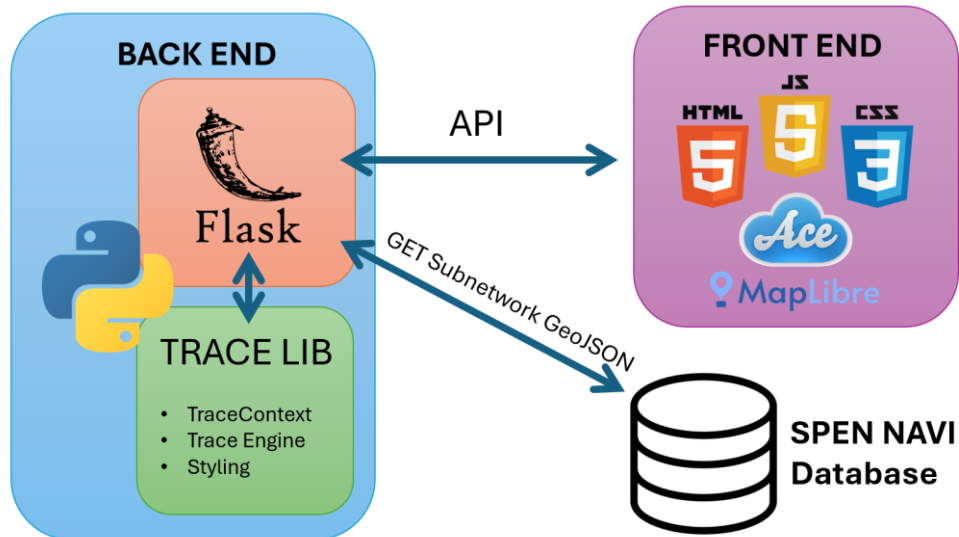 BACK END
Flask
TRACE LIB
• TraceContext
• Trace Engine
• Styling
API
GET Subnetwork GeoJSON
FRONT END
HTML
5
JS
5
CSS
3
Ace
MapLibre
SPEN NAVI
Database